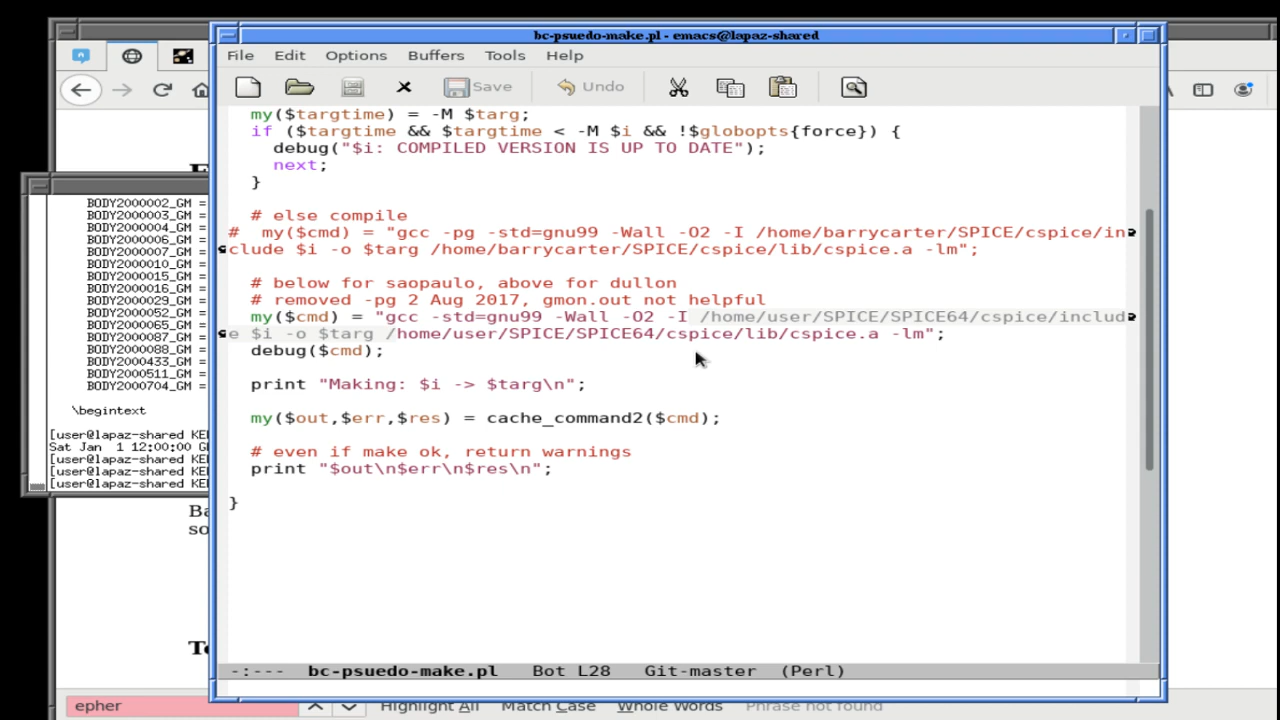 bc-psuedo-make.pl - emacs@lapaz-shared
File Edit Options Buffers Tools Help
Save Undo
my($targtime) = -M $targ;
if ($targtime && $targtime < -M $i && !$globopts{force}) {
debug("$i: COMPILED VERSION IS UP TO DATE");
next;
}
# else compile
# my($cmd) = "gcc -pg -std=gnu99 -Wall -O2 -I /home/barrycarter/SPICE/cspice/in
clude $i -o $targ /home/barrycarter/SPICE/cspice/lib/cspice.a -lm";
# below for saopaulo, above for dullon
# removed -pg 2 Aug 2017, gmon.out not helpful
my($cmd) = "gcc -std=gnu99 -Wall -O2 -I /home/user/SPICE/SPICE64/cspice/includ
e $i -o $targ /home/user/SPICE/SPICE64/cspice/lib/cspice.a -lm";
debug($cmd);
print "Making: $i -> $targ\n";
my($out,$err,$res) = cache_command2($cmd);
# even if make ok, return warnings
print "$out\n$err\n$res\n";
}
-:--- bc-psuedo-make.pl Bot L28 Git-master (Perl)
BODY2000002_GM =
BODY2000003_GM =
BODY2000004_GM =
BODY2000006_GM =
BODY2000007_GM =
BODY2000010_GM =
BODY2000015_GM =
BODY2000016_GM =
BODY2000029_GM =
BODY2000052_GM =
BODY2000065_GM =
BODY2000087_GM =
BODY2000088_GM =
BODY2000433_GM =
BODY2000511_GM =
BODY2000704_GM =
\begintext
[user@lapaz-shared KE
Sat Jan 1 12:00:00 G
[user@lapaz-shared KE
[user@lapaz-shared KE
[user@lapaz-shared KE
Ba
so
epher Highlight All Match Case Whole Words Phrase not found